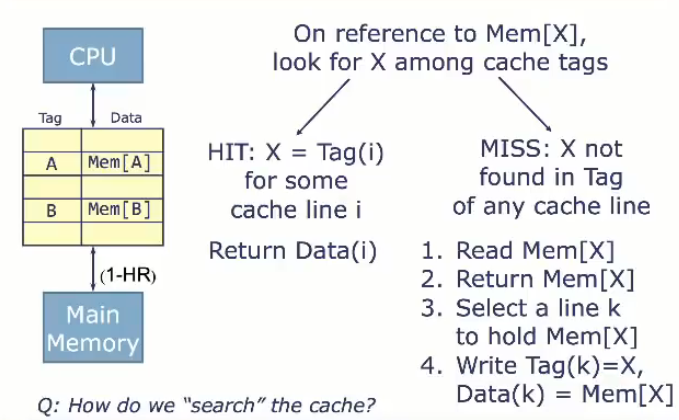 CPU
Tag Data
A Mem[A]
B Mem[B]
(1-HR)
Main
Memory
On reference to Mem[X],
look for X among cache tags
HIT: X = Tag(i)
for some
cache line i
Return Data(i)
MISS: X not
found in Tag
of any cache line
1. Read Mem[X]
2. Return Mem[X]
3. Select a line k
to hold Mem[X]
4. Write Tag(k)=X,
Data(k) = Mem[X]
Q: How do we “search” the cache?